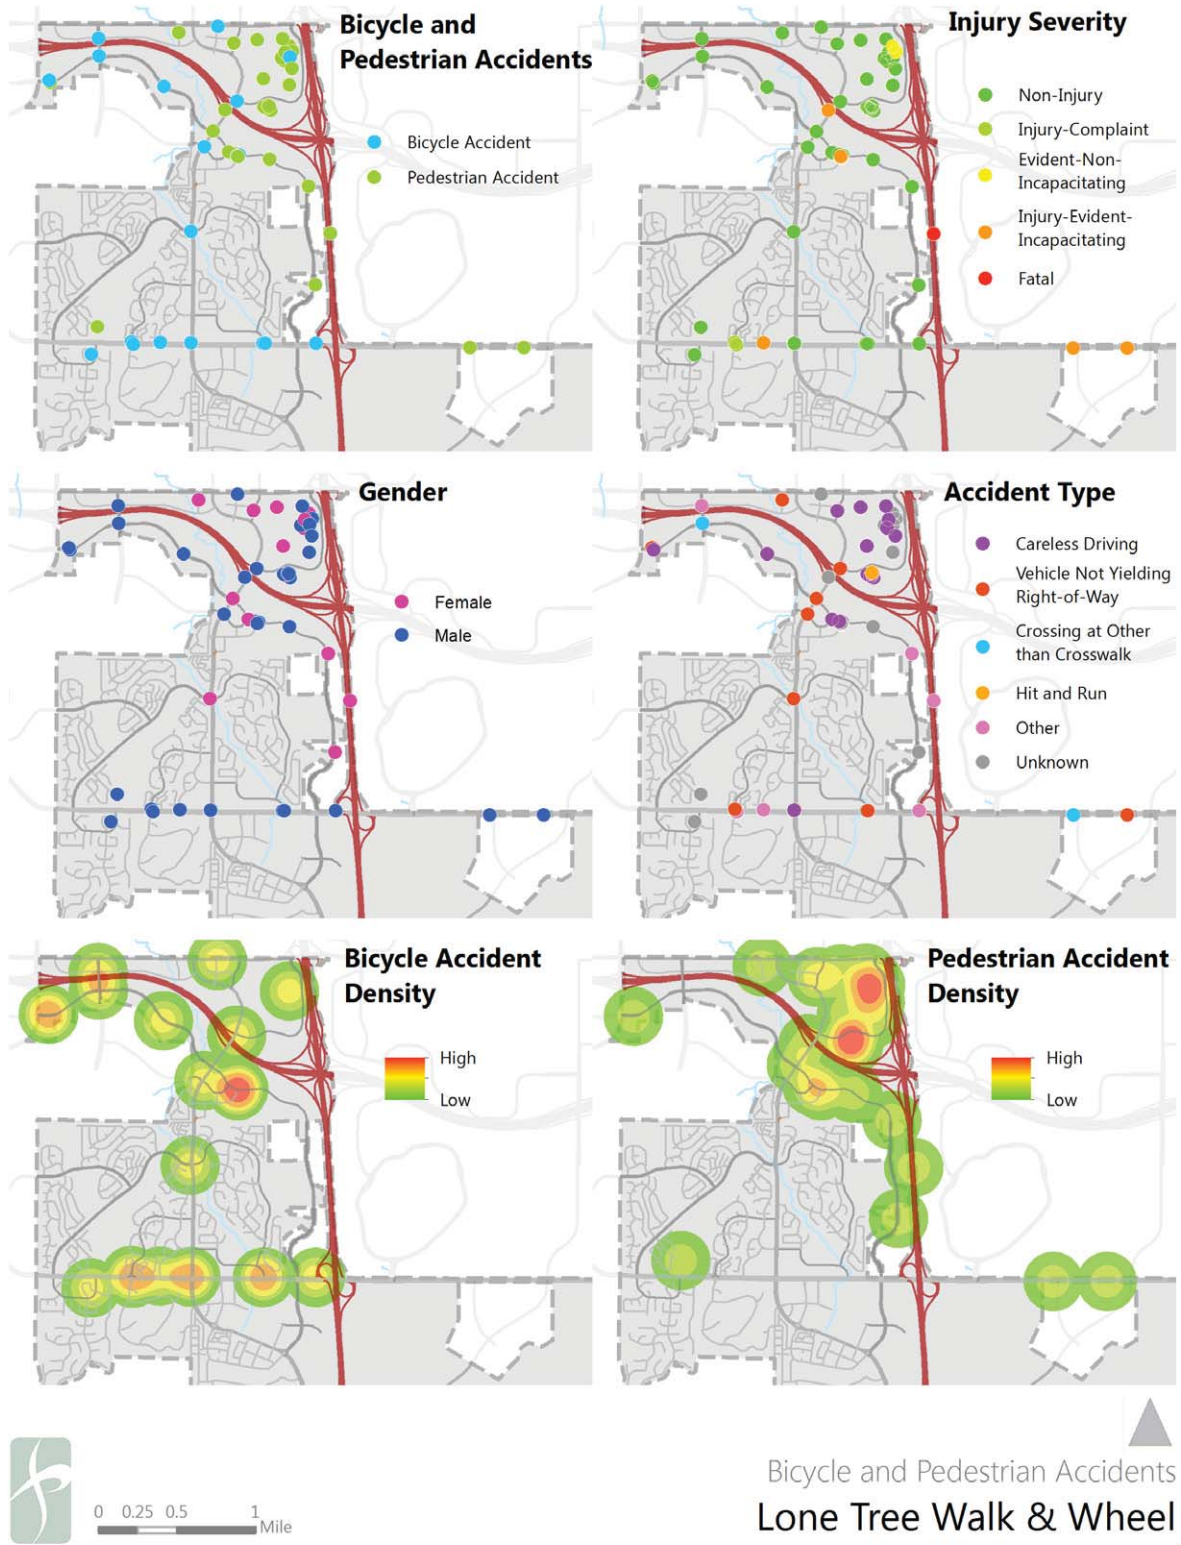 Bicycle and
Pedestrian Accidents
Bicycle Accident
Pedestrian Accident
Injury Severity
Non-Injury
Injury-Complaint
Evident-Non-
Incapacitating
Injury-Evident-
Incapacitating
Fatal
Gender
Female
Male
Accident Type
Careless Driving
Vehicle Not Yielding
Right-of-Way
Crossing at Other
than Crosswalk
Hit and Run
Other
Unknown
Bicycle Accident
Density
High
Low
Pedestrian Accident
Density
High
Low
0 0.25 0.5 1
Mile
Bicycle and Pedestrian Accidents
Lone Tree Walk & Wheel